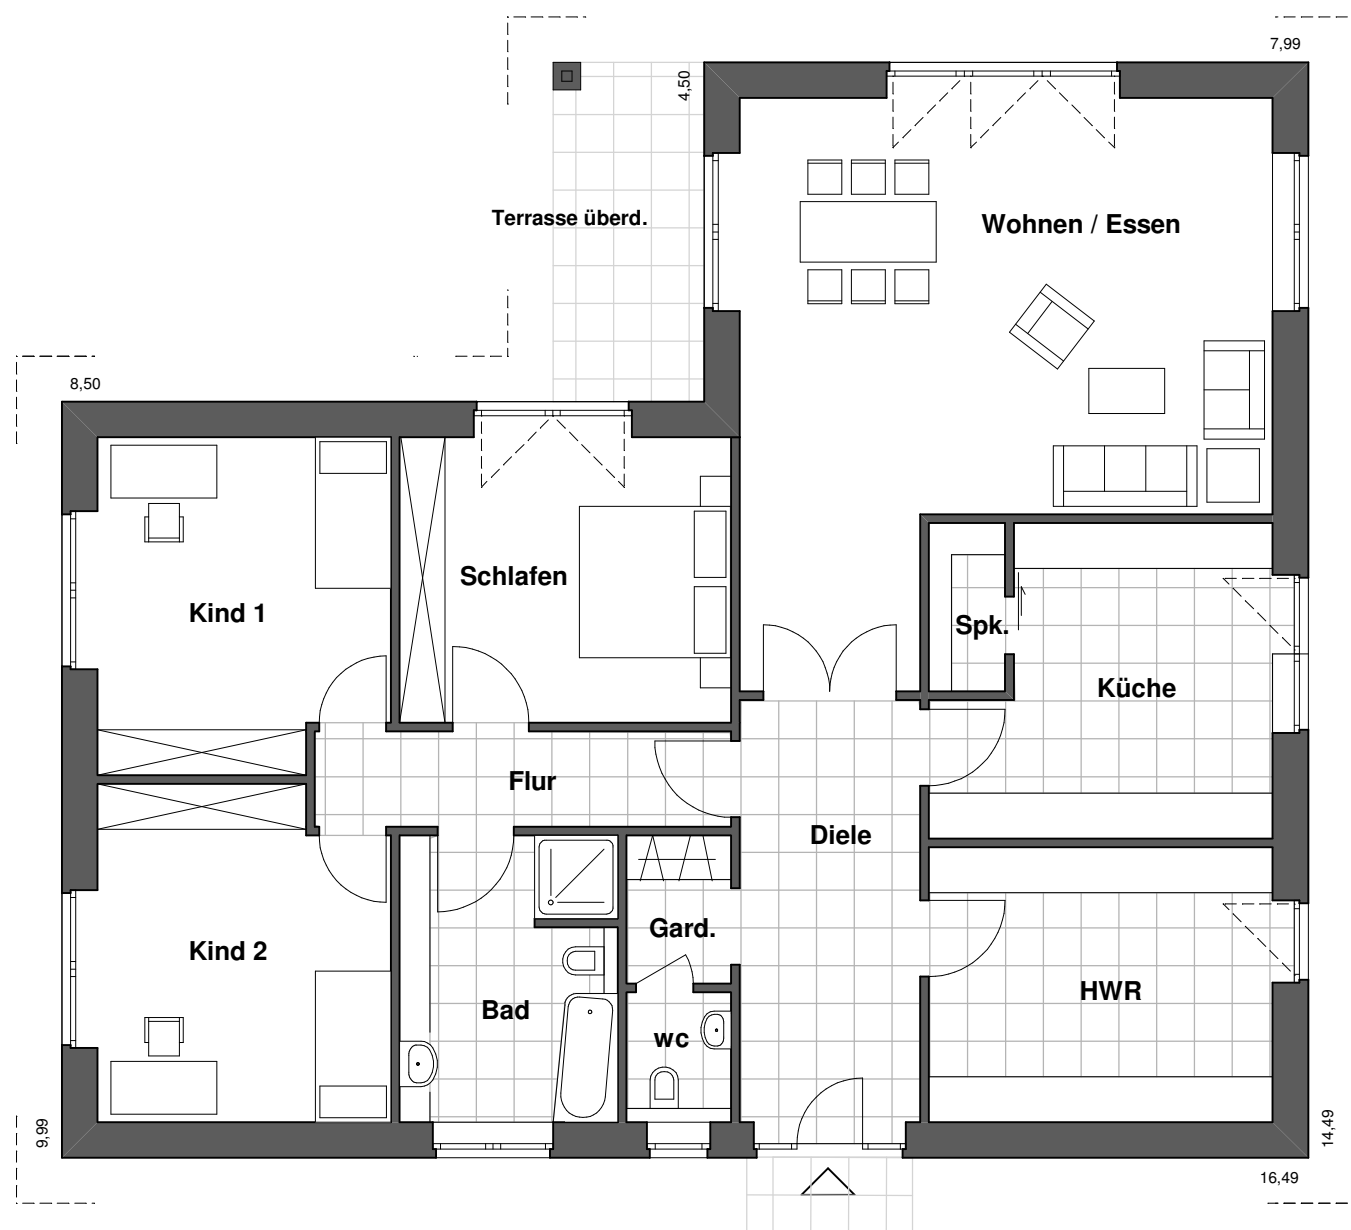 7,99
4,50
Terrasse überd.
Wohnen / Essen
8,50
Schlafen
Kind 1
Spk.
Küche
Flur
Diele
Gard.
Kind 2
HWR
Bad
wc
9,99
14,49
16,49